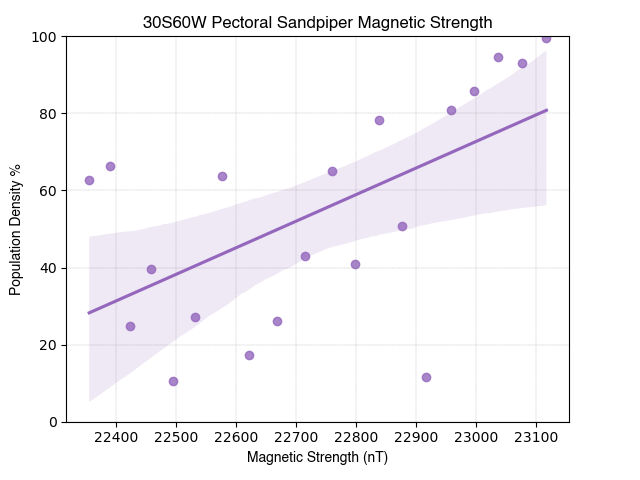 30S60W Pectoral Sandpiper Magnetic Strength
100
80
60
40
20
0
Population Density %
22400 22500 22600 22700 22800 22900 23000 23100
Magnetic Strength (nT)